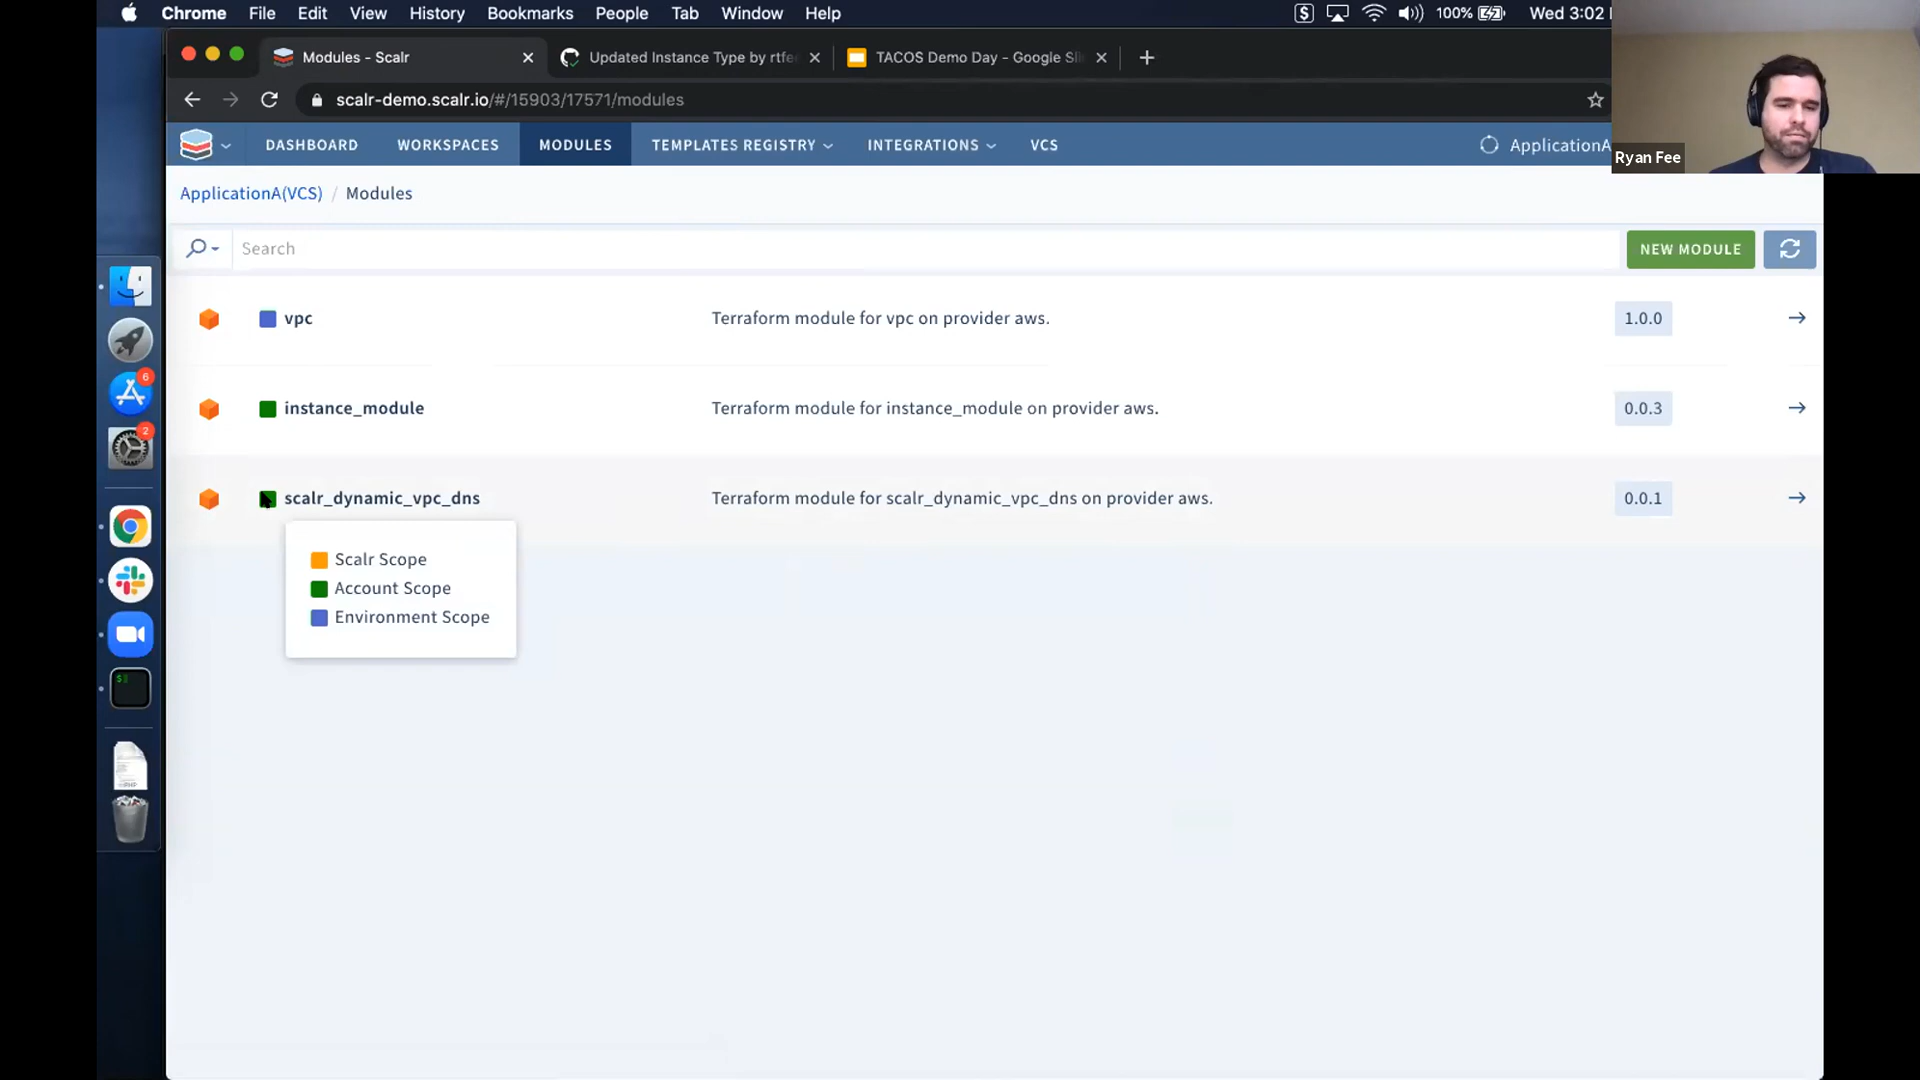 Chrome File Edit View History Bookmarks People Tab Window Help
100% Wed 3:02
Modules - Scalr
Updated Instance Type by rtfe
TACOS Demo Day - Google Sli
scalr-demo.scalr.io/#/15903/17571/modules
Ryan Fee
DASHBOARD WORKSPACES MODULES TEMPLATES REGISTRY INTEGRATIONS VCS ApplicationA
ApplicationA(VCS) / Modules
Search
NEW MODULE
vpc Terraform module for vpc on provider aws. 1.0.0
6
instance_module Terraform module for instance_module on provider aws. 0.0.3
2
scalr_dynamic_vpc_dns Terraform module for scalr_dynamic_vpc_dns on provider aws. 0.0.1
Scalr Scope
Account Scope
Environment Scope